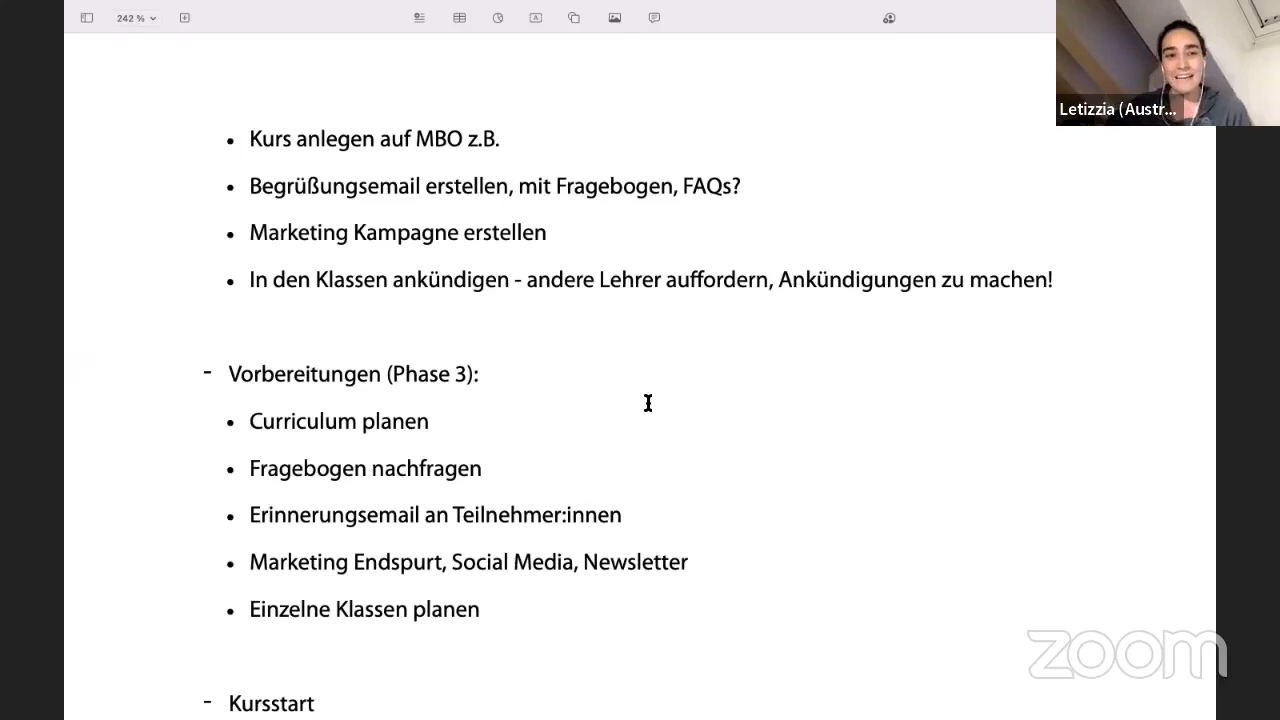 242 %
Letizzia (Austr...
• Kurs anlegen auf MBO z.B.
• Begrüßungsemail erstellen, mit Fragebogen, FAQs?
• Marketing Kampagne erstellen
• In den Klassen ankündigen - andere Lehrer auffordern, Ankündigungen zu machen!
- Vorbereitungen (Phase 3):
• Curriculum planen
• Fragebogen nachfragen
• Erinnerungsemail an Teilnehmer:innen
• Marketing Endspurt, Social Media, Newsletter
• Einzelne Klassen planen
zoom
- Kursstart